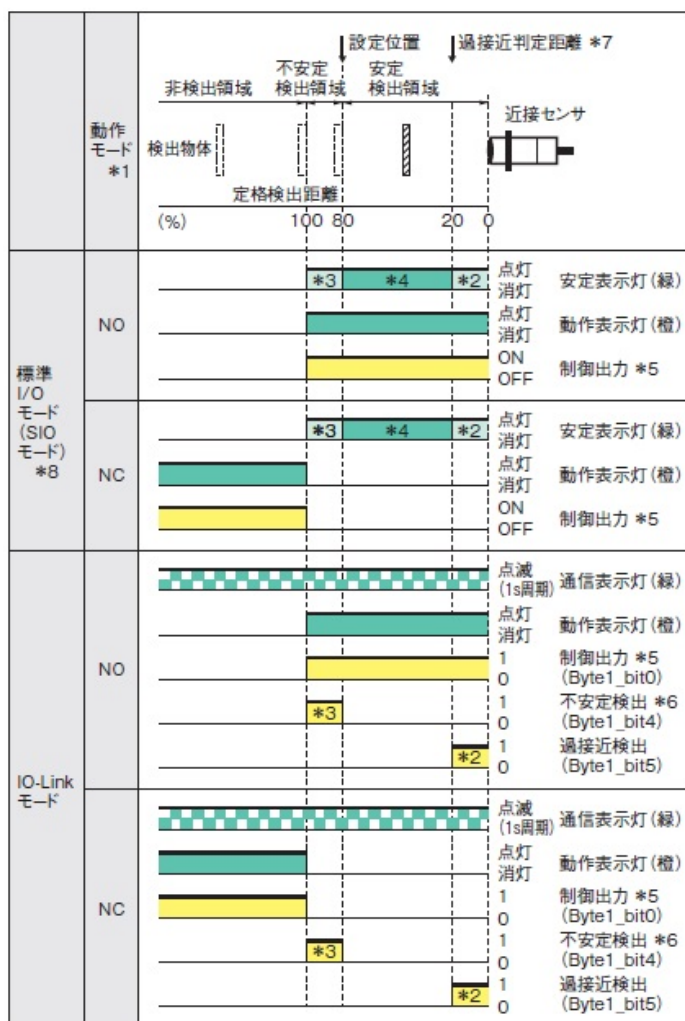 設定位置 過接近判定距離 *7
不安定 安定
非検出領域 検出領域 検出領域
近接センサ
動作
モード
*1
検出物体
定格検出距離
(%) 100 80 20 0
標準
I/O
モード
(SIO
モード)
*8
NO
*3 *4 *2 点灯
消灯 安定表示灯(緑)
点灯
消灯 動作表示灯(橙)
ON
OFF 制御出力 *5
NC
*3 *4 *2 点灯
消灯 安定表示灯(緑)
点灯
消灯 動作表示灯(橙)
ON
OFF 制御出力 *5
IO-Link
モード
NO
点滅
(1s周期) 通信表示灯(緑)
点灯
消灯 動作表示灯(橙)
1 制御出力 *5
0 (Byte1_bit0)
*3 1 不安定検出 *6
0 (Byte1_bit4)
*2 1 過接近検出
0 (Byte1_bit5)
NC
点滅
(1s周期) 通信表示灯(緑)
点灯
消灯 動作表示灯(橙)
1 制御出力 *5
0 (Byte1_bit0)
*3 1 不安定検出 *6
0 (Byte1_bit4)
*2 1 過接近検出
0 (Byte1_bit5)